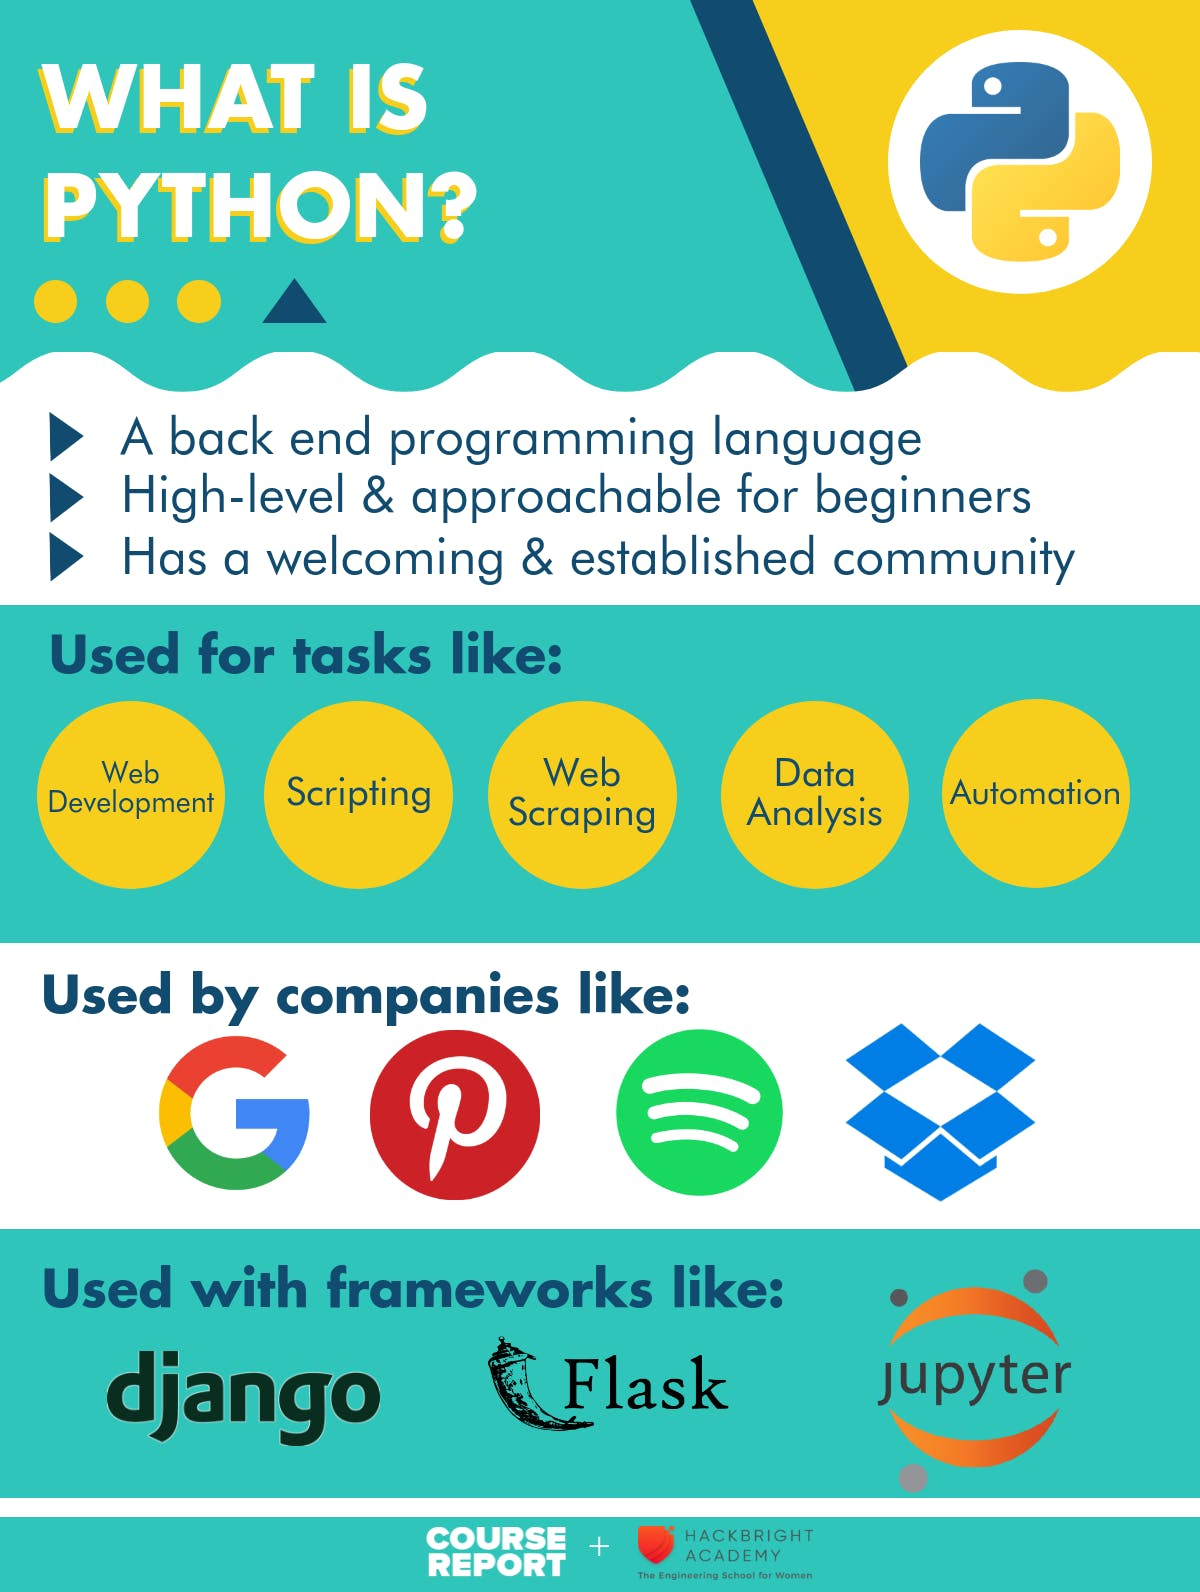 WHAT IS
PYTHON?
A back end programming language
High-level & approachable for beginners
Has a welcoming & established community
Used for tasks like:
Web
Development
Scripting
Web
Scraping
Data
Analysis
Automation
Used by companies like:
Used with frameworks like:
django
Flask
jupyter
COURSE
REPORT
+
HACKBRIGHT
ACADEMY
The Engineering School for Women